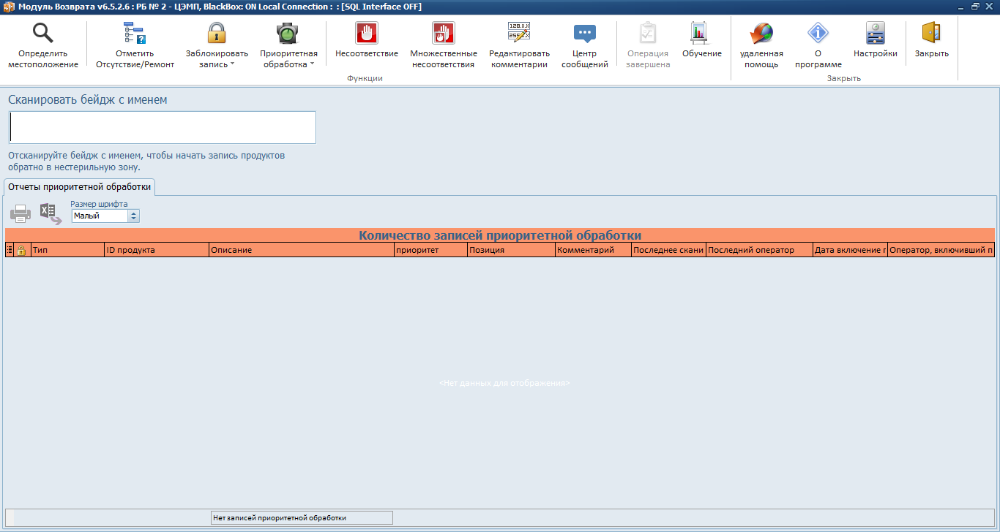 Модуль Возврата v6.5.2.6 : РБ № 2 - ЦЭМП, BlackBox: ON Local Connection : : [SQL Interface OFF]
Определить
местоположение
Отметить
Отсутствие/Ремонт
Заблокировать
запись
Приоритетная
обработка
Несоответствие
Множественные
несоответствия
Редактировать
комментарии
Центр
сообщений
Операция
завершена
Обучение
удаленная
помощь
О
программе
Настройки
Закрыть
Функции
Закрыть
Сканировать бейдж с именем
Отсканируйте бейдж с именем, чтобы начать запись продуктов
обратно в нестерильную зону.
Отчеты приоритетной обработки
Размер шрифта
Малый
Количество записей приоритетной обработки
Тип ID продукта Описание приоритет Позиция Комментарий Последнее скани Последний оператор Дата включение г Оператор, включивший п
<Нет данных для отображения>
Нет записей приоритетной обработки